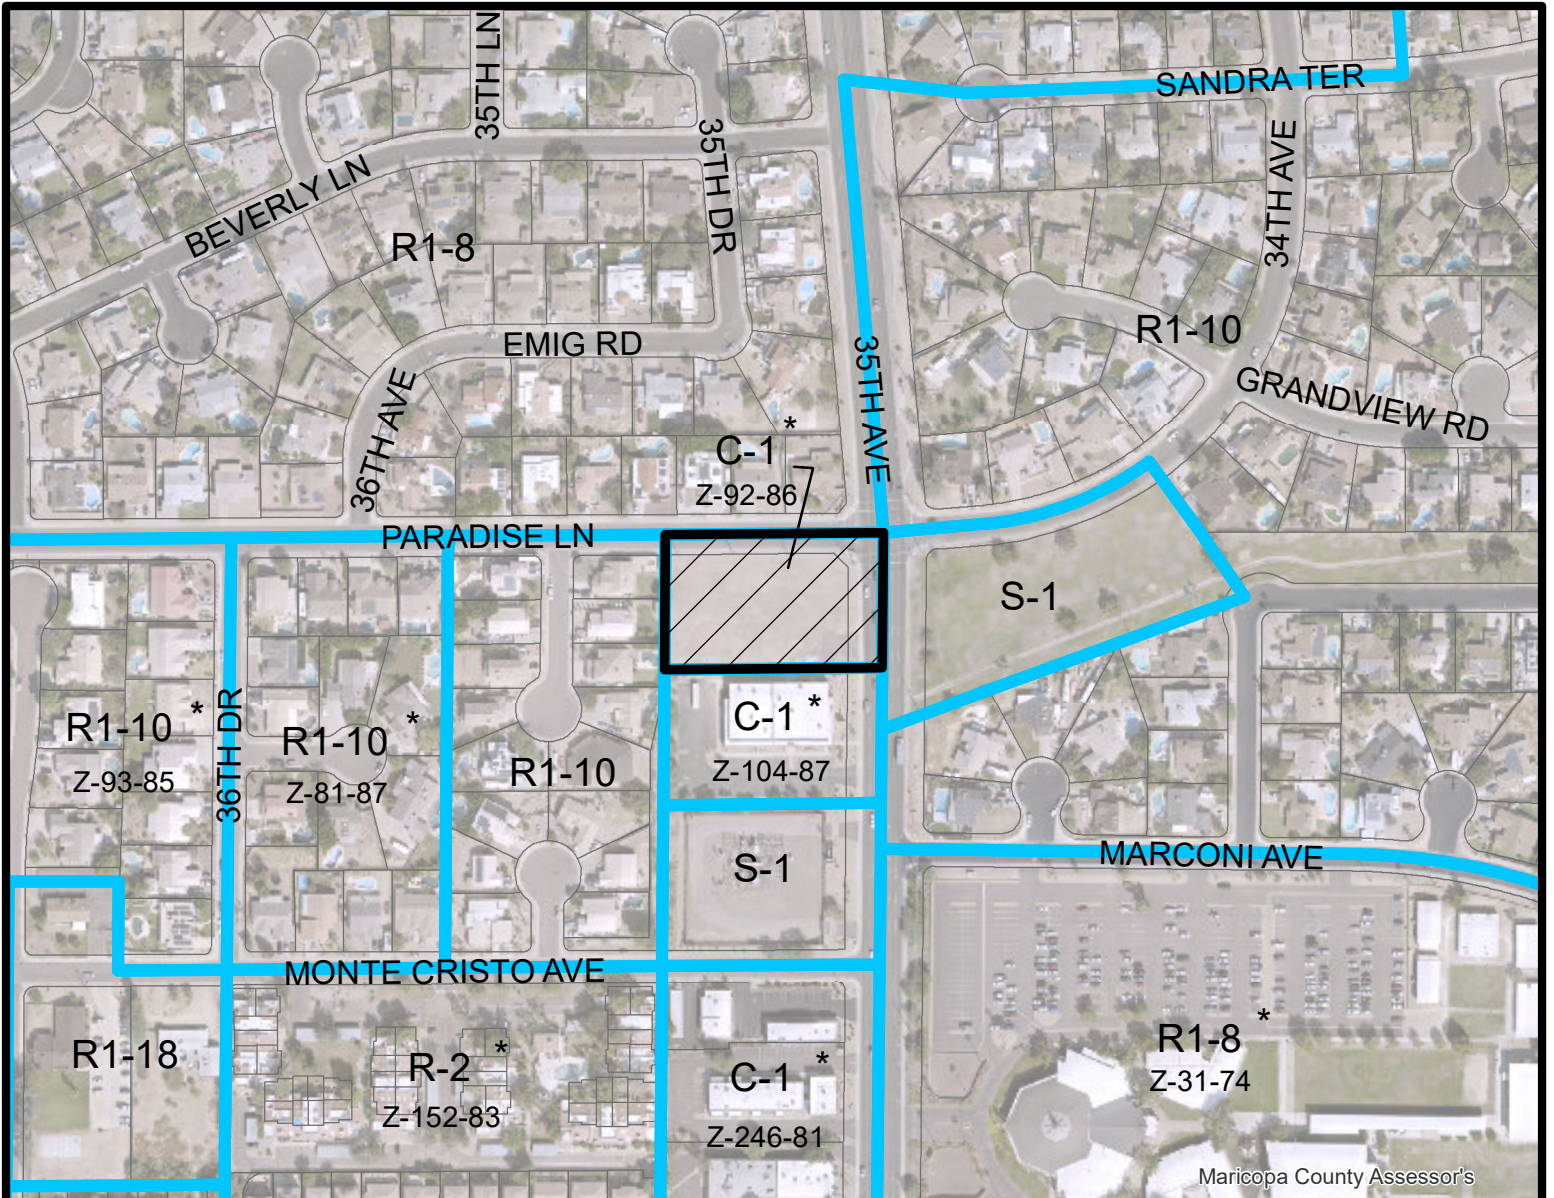 35TH LN
SANDRA TER
35TH DR
34TH AVE
BEVERLY LN
R1-8
R1-10
EMIG RD
35TH AVE
GRANDVIEW RD
36TH AVE
C-1 *
Z-92-86
PARADISE LN
S-1
R1-10 *
Z-93-85
36TH DR
R1-10 *
Z-81-87
R1-10
C-1 *
Z-104-87
S-1
MARCONI AVE
MONTE CRISTO AVE
R1-18
R-2 *
Z-152-83
C-1 *
Z-246-81
R1-8 *
Z-31-74
Maricopa County Assessor's